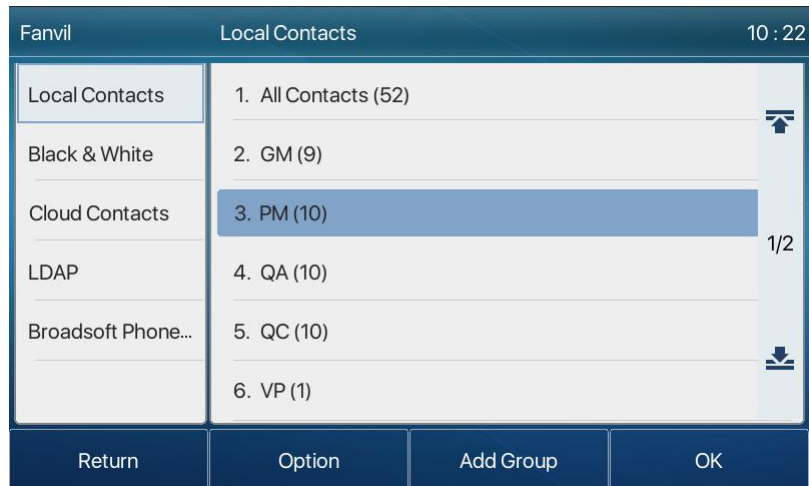 Fanvil
Local Contacts
10 : 22
Local Contacts
Black & White
Cloud Contacts
LDAP
Broadsoft Phone...
1. All Contacts (52)
2. GM (9)
3. PM (10)
4. QA (10)
5. QC (10)
6. VP (1)
1/2
Return
Option
Add Group
OK